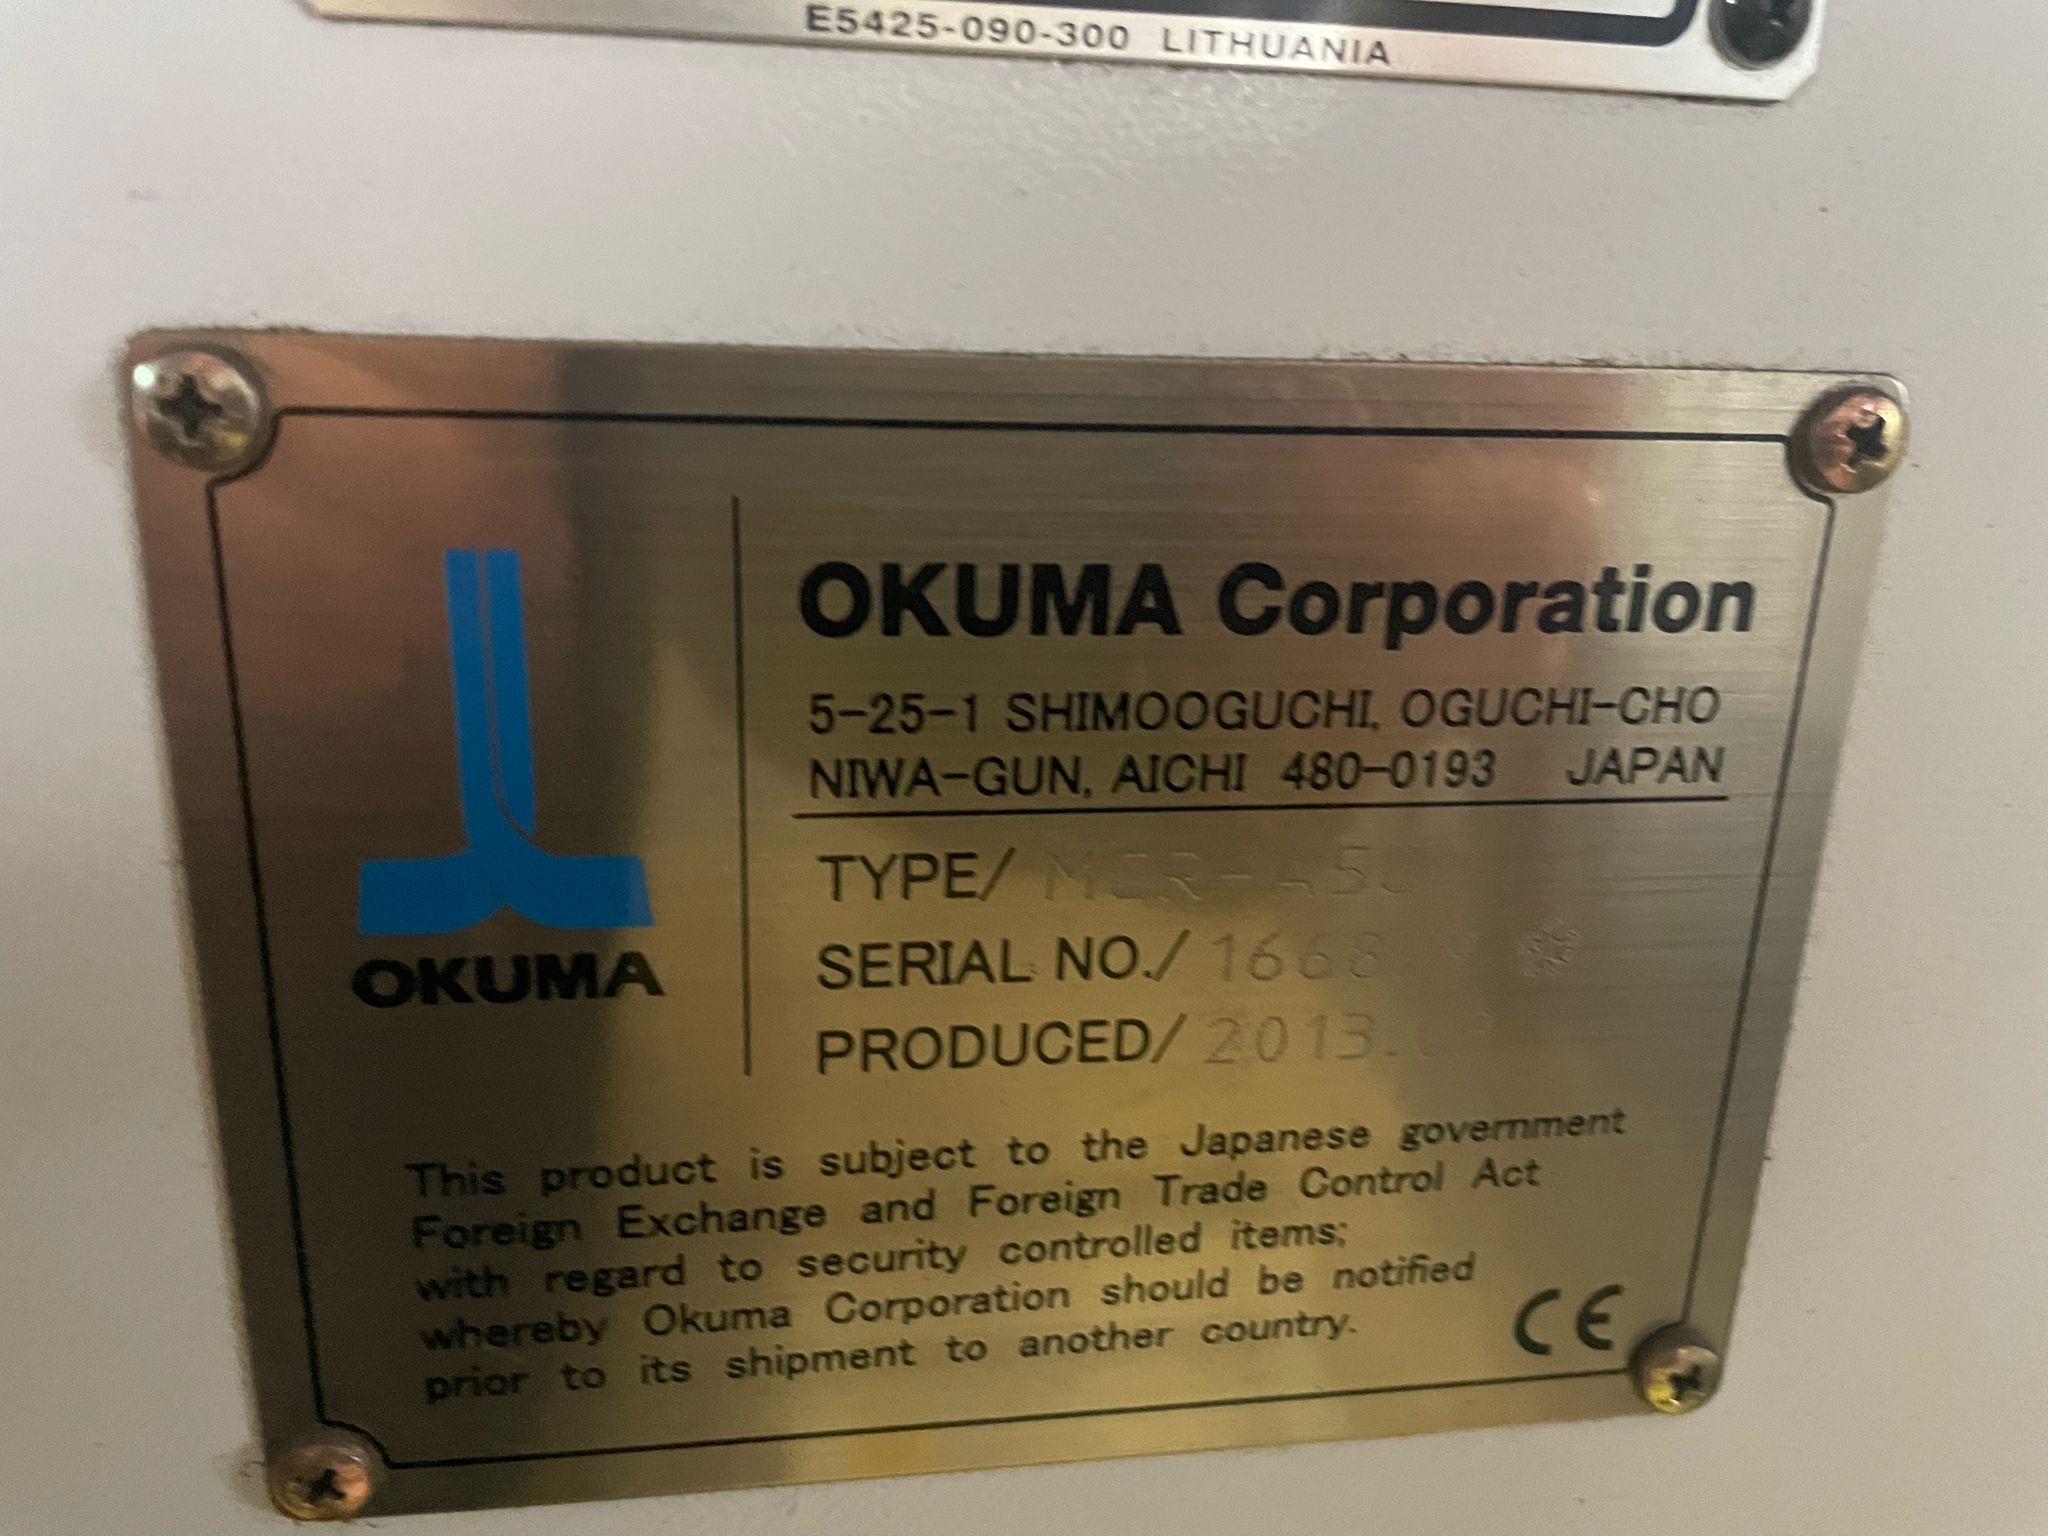 E5425-090-300 LITHUANIA
OKUMA
OKUMA Corporation
5-25-1 SHIMOOGUCHI, OGUCHI-CHO
NIWA-GUN, AICHI 480-0193 JAPAN
TYPE/
SERIAL NO./
PRODUCED/ 2013.
This product is subject to the Japanese government
Foreign Exchange and Foreign Trade Control Act
with regard to security controlled items;
whereby Okuma Corporation should be notified
prior to its shipment to another country.
CE